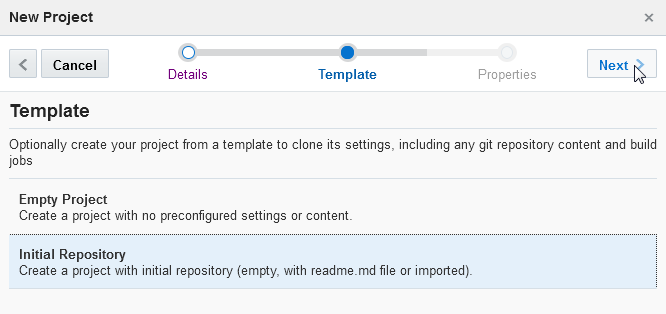 New Project
Cancel
Details
Template
Properties
Next
Template
Optionally create your project from a template to clone its settings, including any git repository content and build
jobs
Empty Project
Create a project with no preconfigured settings or content.
Initial Repository
Create a project with initial repository (empty, with readme.md file or imported).